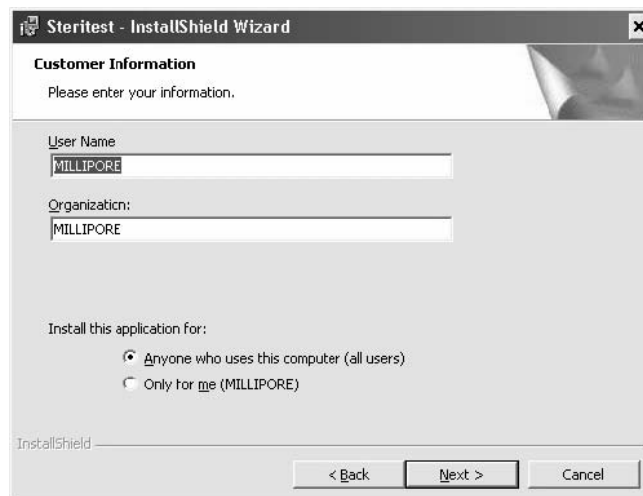 Steritest - InstallShield Wizard
Customer Information
Please enter your information.
User Name
MILLIPORE
Organization:
MILLIPORE
Install this application for:
Anyone who uses this computer (all users)
Only for me (MILLIPORE)
InstallShield
< Back Next > Cancel